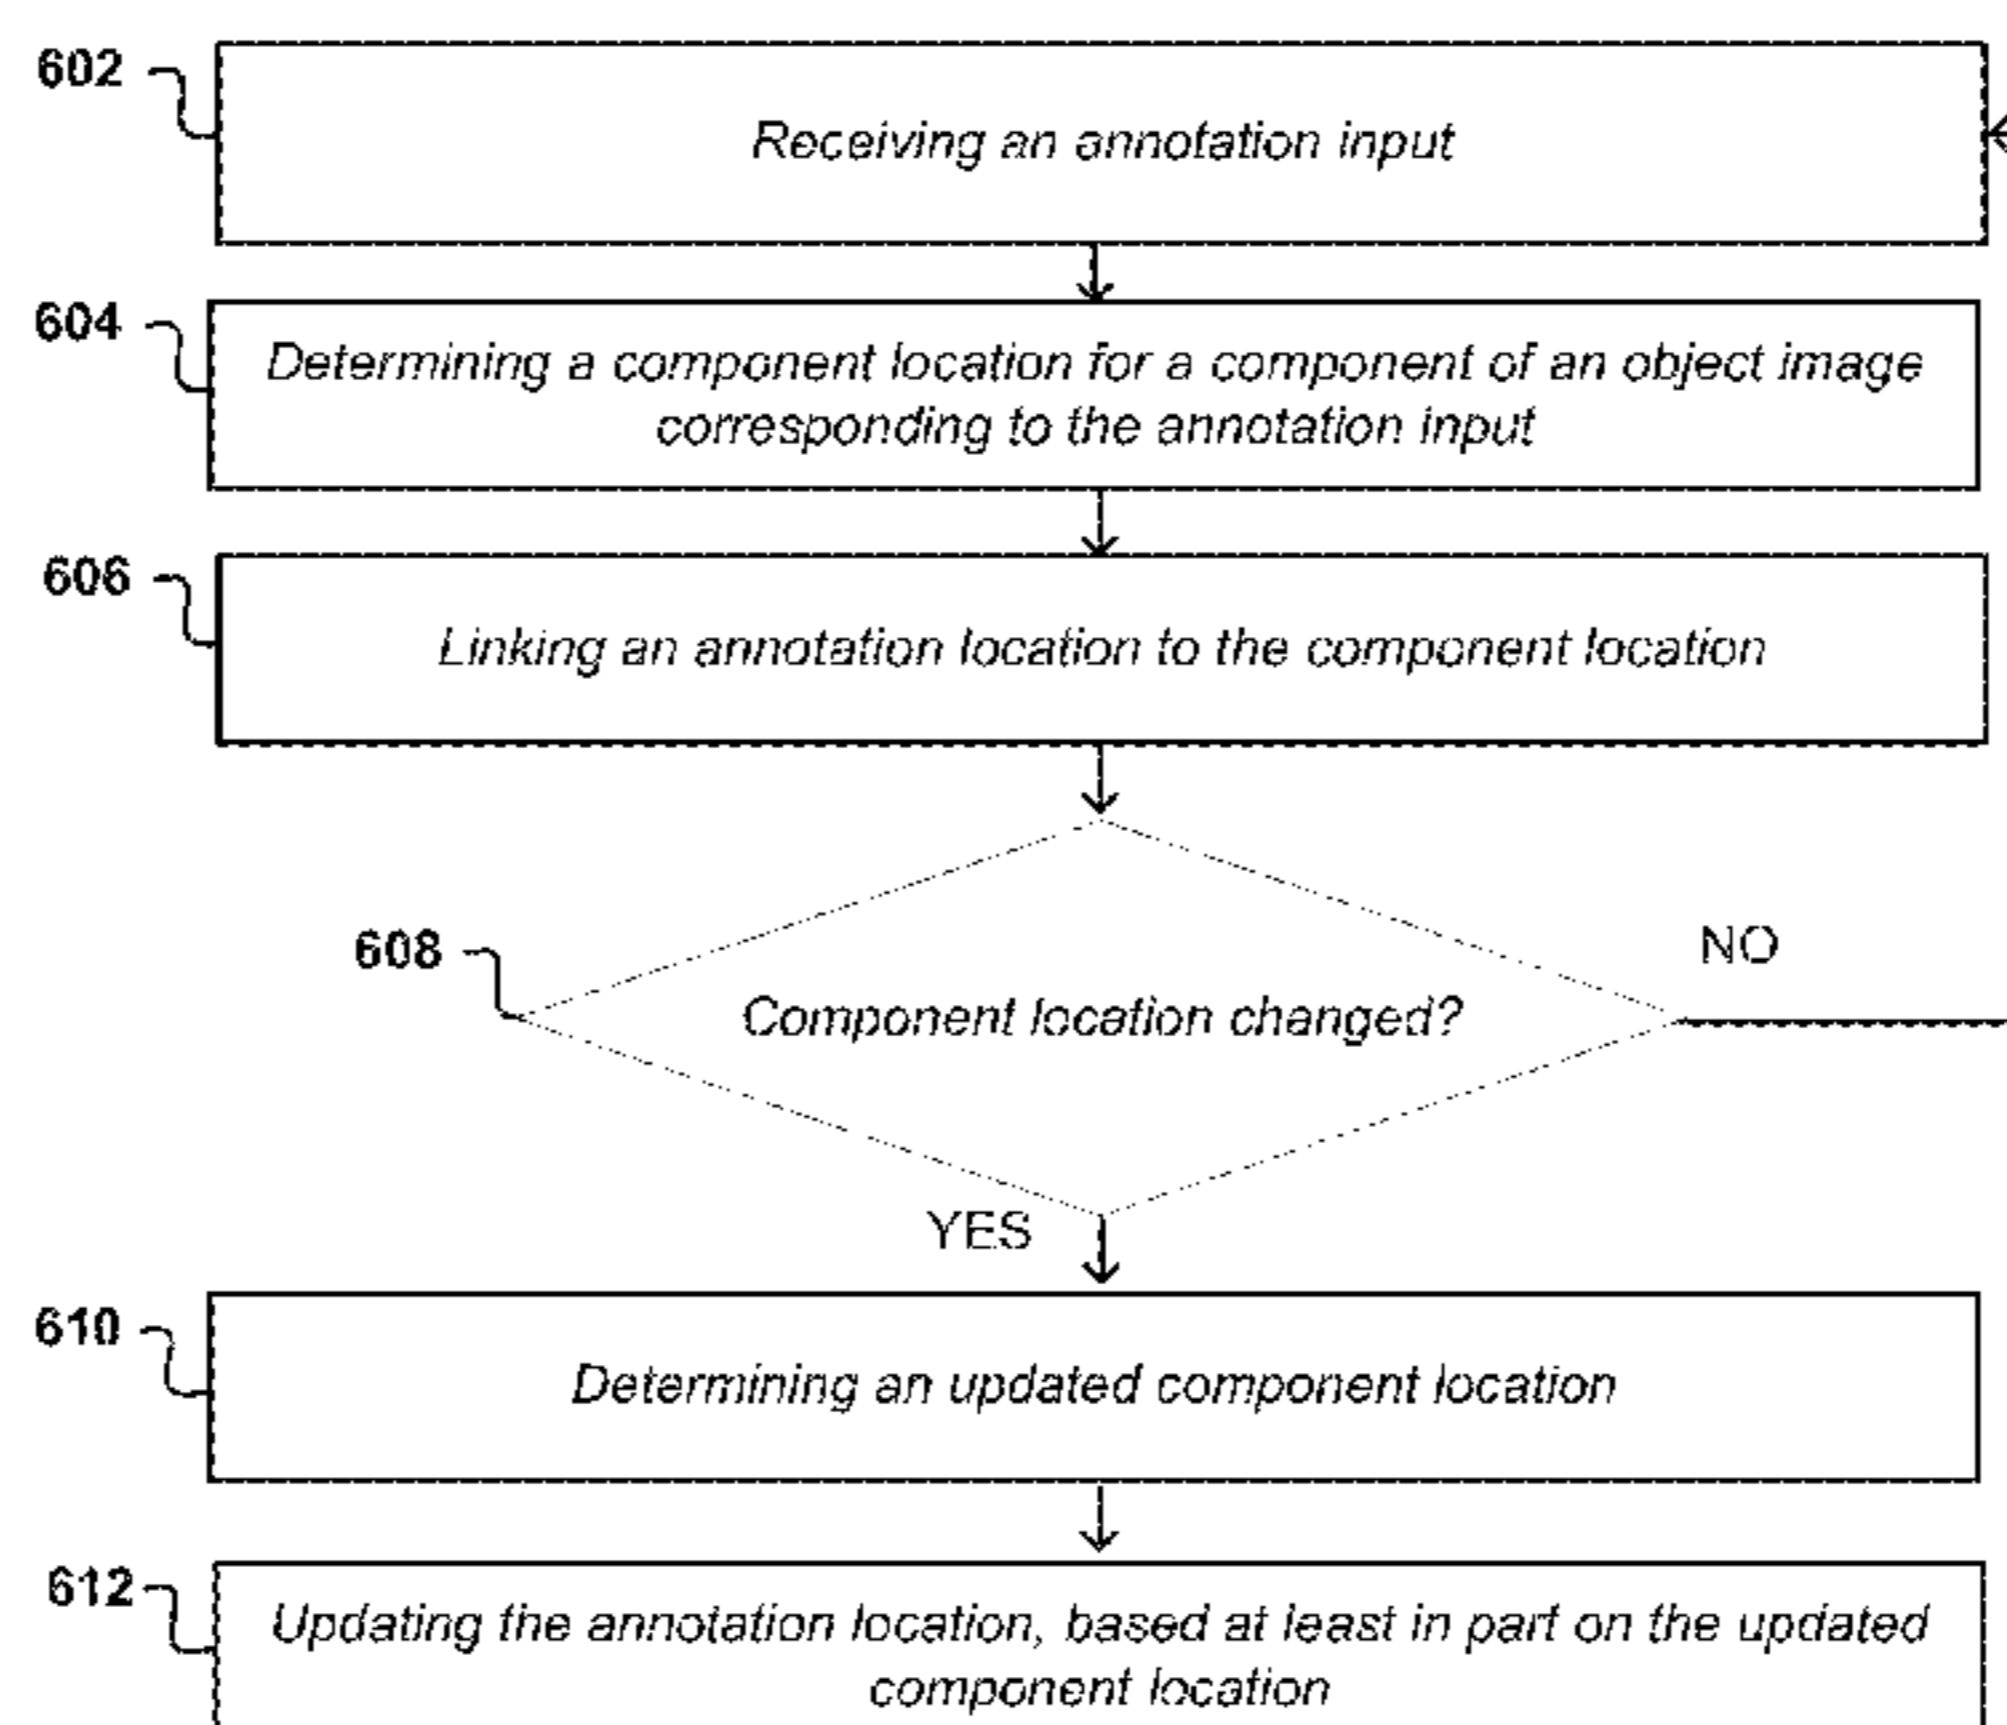 602
Receiving an annotation input
604
Determining a component location for a component of an object image
corresponding to the annotation input
606
Linking an annotation location to the component location
608
NO
Component location changed?
YES
610
Determining an updated component location
612
Updating the annotation location, based at least in part on the updated
component location